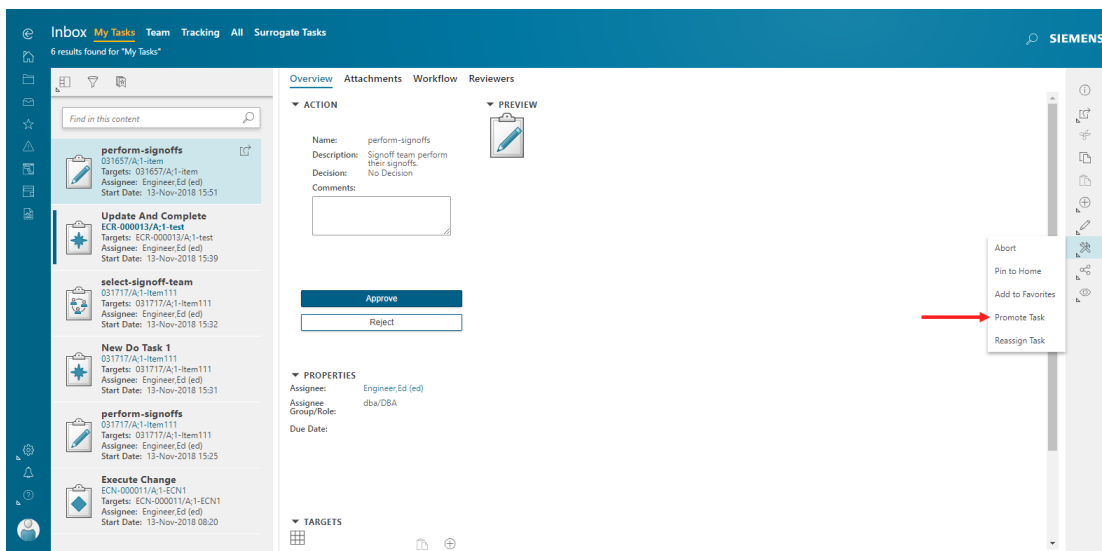 Inbox My Tasks Team Tracking All Surrogate Tasks
6 results found for "My Tasks"
SIEMENS
Find in this content
perform-signoffs
031657/A;1-item
Targets: 031657/A;1-item
Assignee: Engineer,Ed (ed)
Start Date: 13-Nov-2018 15:51
Update And Complete
ECR-000013/A;1-test
Targets: ECR-000013/A;1-test
Assignee: Engineer,Ed (ed)
Start Date: 13-Nov-2018 15:39
select-signoff-team
031717/A;1-Item111
Targets: 031717/A;1-Item111
Assignee: Engineer,Ed (ed)
Start Date: 13-Nov-2018 15:32
New Do Task 1
031717/A;1-Item111
Targets: 031717/A;1-Item111
Assignee: Engineer,Ed (ed)
Start Date: 13-Nov-2018 15:31
perform-signoffs
031717/A;1-Item111
Targets: 031717/A;1-Item111
Assignee: Engineer,Ed (ed)
Start Date: 13-Nov-2018 15:25
Execute Change
ECN-000011/A;1-ECN1
Targets: ECN-000011/A;1-ECN1
Assignee: Engineer,Ed (ed)
Start Date: 13-Nov-2018 08:20
Overview Attachments Workflow Reviewers
ACTION
Name: perform-signoffs
Description: Signoff team perform
their signoffs.
Decision: No Decision
Comments:
Approve
Reject
PREVIEW
PROPERTIES
Assignee: Engineer,Ed (ed)
Assignee
Group/Role: dba/DBA
Due Date:
TARGETS
Abort
Pin to Home
Add to Favorites
Promote Task
Reassign Task